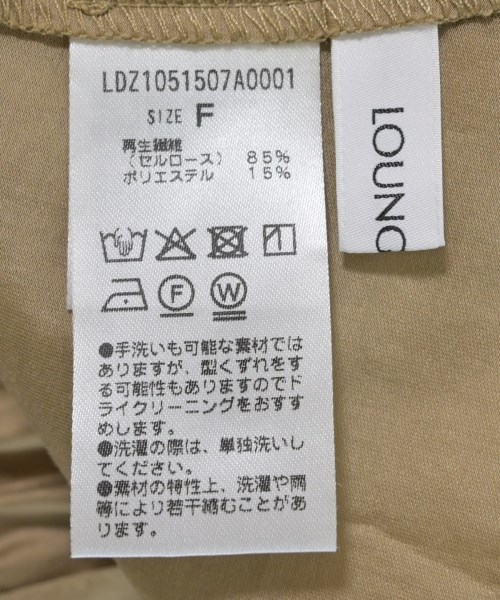 LDZ1051507A0001
SIZE F
再生繊維
(セルロース) 85%
ポリエステル 15%
F
W
●手洗いも可能な素材では
ありますが、型くずれをす
る可能性もありますのでド
ライクリーニングをおすす
めします。
●洗濯の際は、単独洗いし
てください。
●素材の特性上、洗濯や雨
等により若干縮むことがあ
ります。
LOUNG